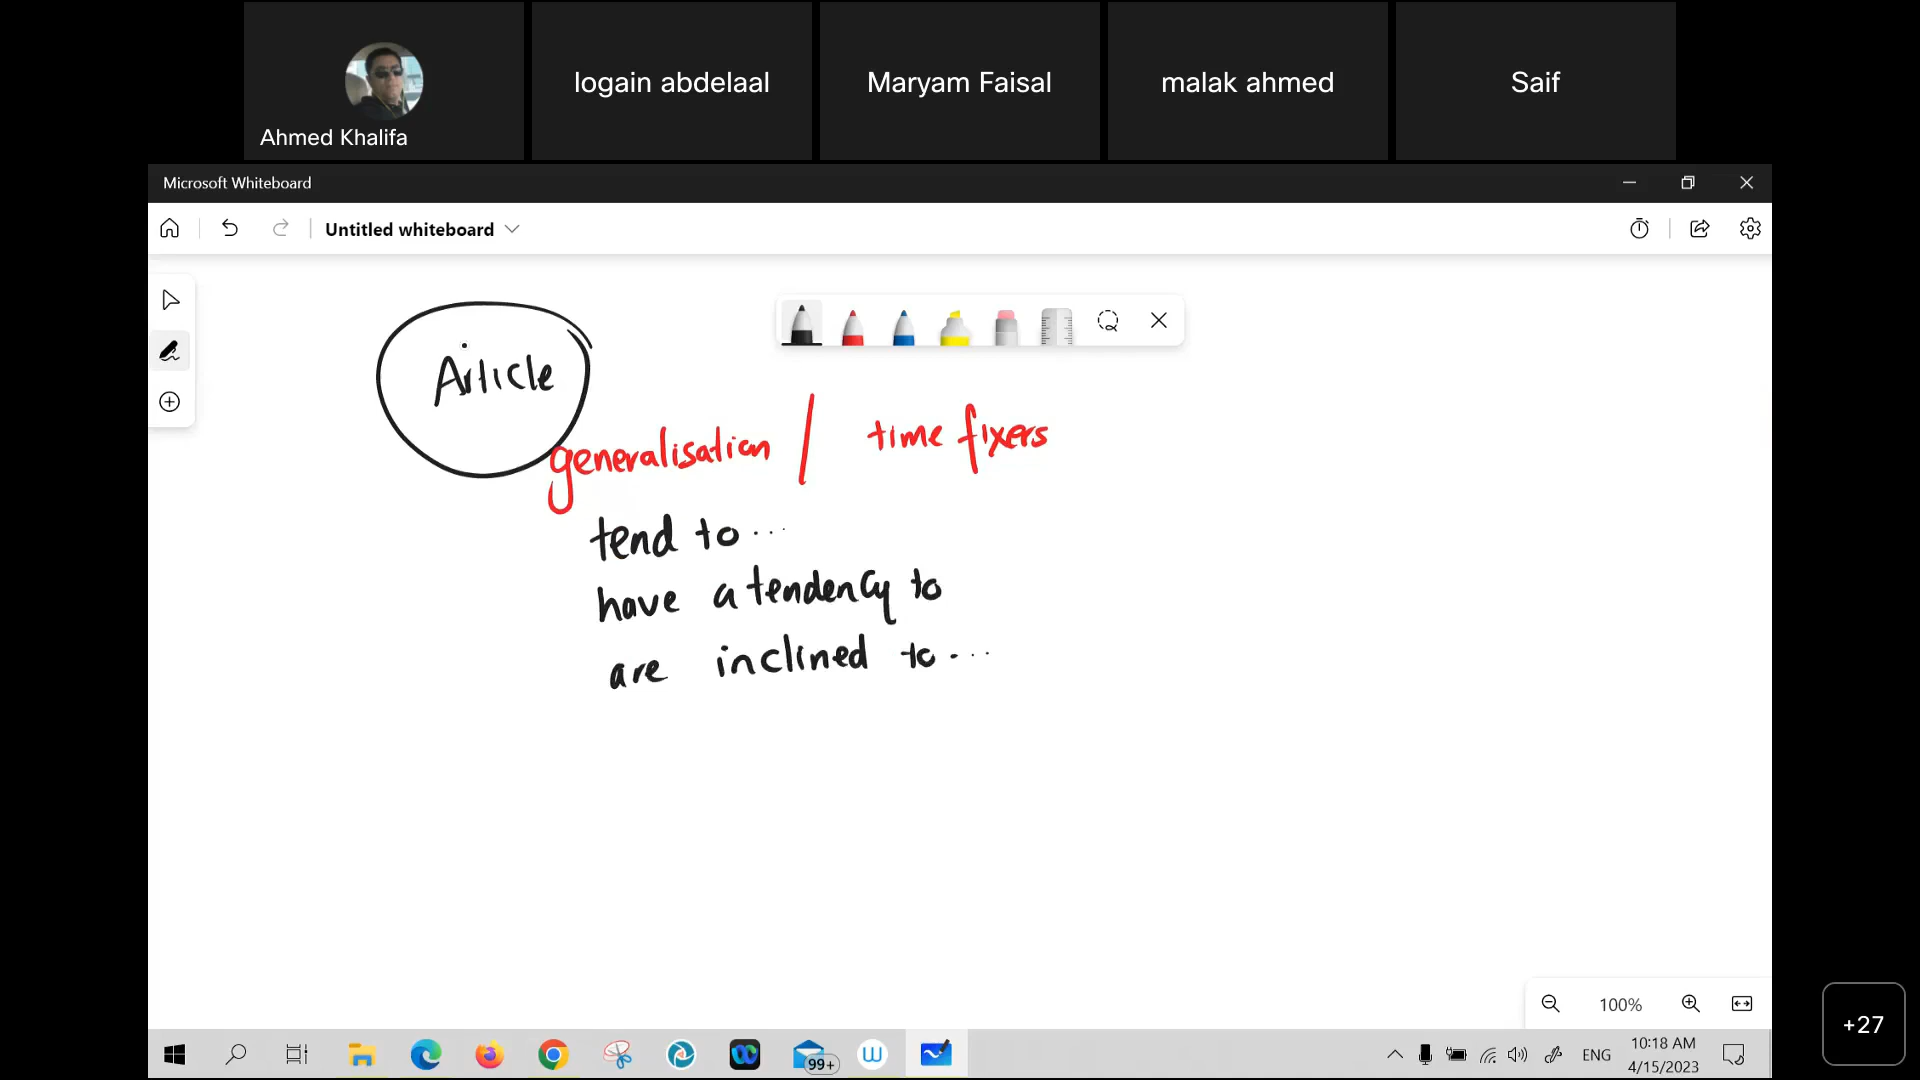 logain abdelaal
Maryam Faisal
malak ahmed
Saif
Ahmed Khalifa
Microsoft Whiteboard
Untitled whiteboard
Article
generalisation / time fixers
tend to ...
have a tendency to
are inclined to ...
100%
+27
99+
ENG
10:18 AM
4/15/2023